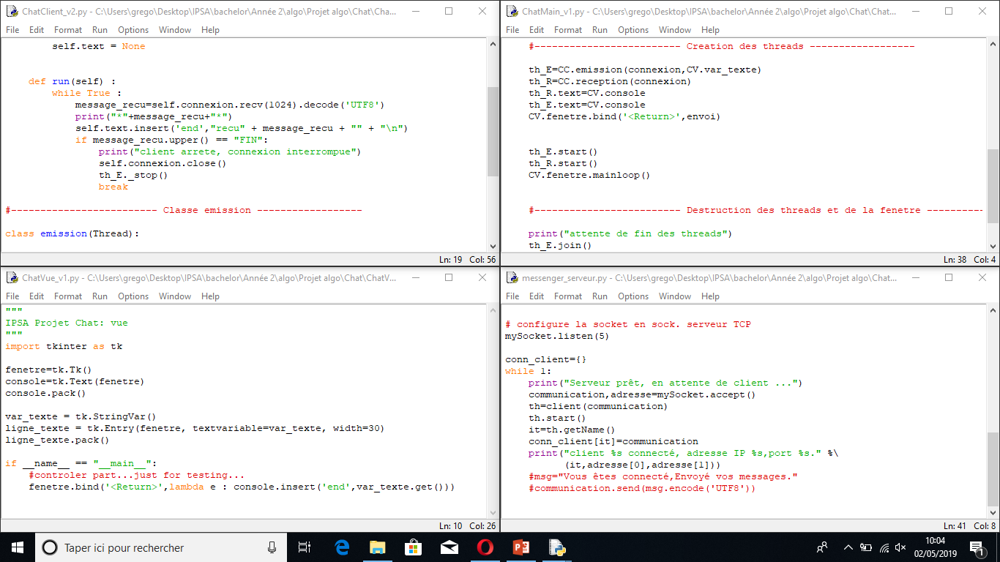 ChatClient_v2.py - C:\Users\grego\Desktop\IPSA\bachelor\Année 2\algo\Projet algo\Chat\Cha...
File Edit Format Run Options Window Help
self.text = None
def run(self) :
while True :
message_recu=self.connexion.recv(1024).decode('UTF8')
print("*"+message_recu+"*")
self.text.insert('end',"recu" + message_recu + "" + "\n")
if message_recu.upper() == "FIN":
print("client arrete, connexion interrompue")
self.connexion.close()
th_E._stop()
break
#------------------------- Classe emission ------------------
class emission(Thread):
Ln: 19 Col: 56
ChatMain_v1.py - C:\Users\grego\Desktop\IPSA\bachelor\Année 2\algo\Projet algo\Chat\Chat...
File Edit Format Run Options Window Help
#------------------------- Creation des threads ------------------
th_E=CC.emission(connexion,CV.var_texte)
th_R=CC.reception(connexion)
th_R.text=CV.console
th_E.text=CV.console
CV.fenetre.bind('<Return>',envoi)
th_E.start()
th_R.start()
CV.fenetre.mainloop()
#------------------------- Destruction des threads et de la fenetre ----------
print("attente de fin des threads")
th_E.join()
Ln: 38 Col: 4
ChatVue_v1.py - C:\Users\grego\Desktop\IPSA\bachelor\Année 2\algo\Projet algo\Chat\ChatV...
File Edit Format Run Options Window Help
"""
IPSA Projet Chat: vue
"""
import tkinter as tk
fenetre=tk.Tk()
console=tk.Text(fenetre)
console.pack()
var_texte = tk.StringVar()
ligne_texte = tk.Entry(fenetre, textvariable=var_texte, width=30)
ligne_texte.pack()
if __name__ == "__main__":
#controler part...just for testing...
fenetre.bind('<Return>',lambda e : console.insert('end',var_texte.get()))
Ln: 10 Col: 26
messenger_serveur.py - C:\Users\grego\Desktop\IPSA\bachelor\Année 2\algo\Projet algo\Chat...
File Edit Format Run Options Window Help
# configure la socket en sock. serveur TCP
mySocket.listen(5)
conn_client={}
while 1:
print("Serveur prêt, en attente de client ...")
communication,adresse=mySocket.accept()
th=client(communication)
th.start()
it=th.getName()
conn_client[it]=communication
print("client %s connecté, adresse IP %s,port %s." %\
(it,adresse[0],adresse[1]))
#msg="Vous êtes connecté,Envoyé vos messages."
#communication.send(msg.encode('UTF8'))
Ln: 41 Col: 8
Taper ici pour rechercher
10:04
02/05/2019
1